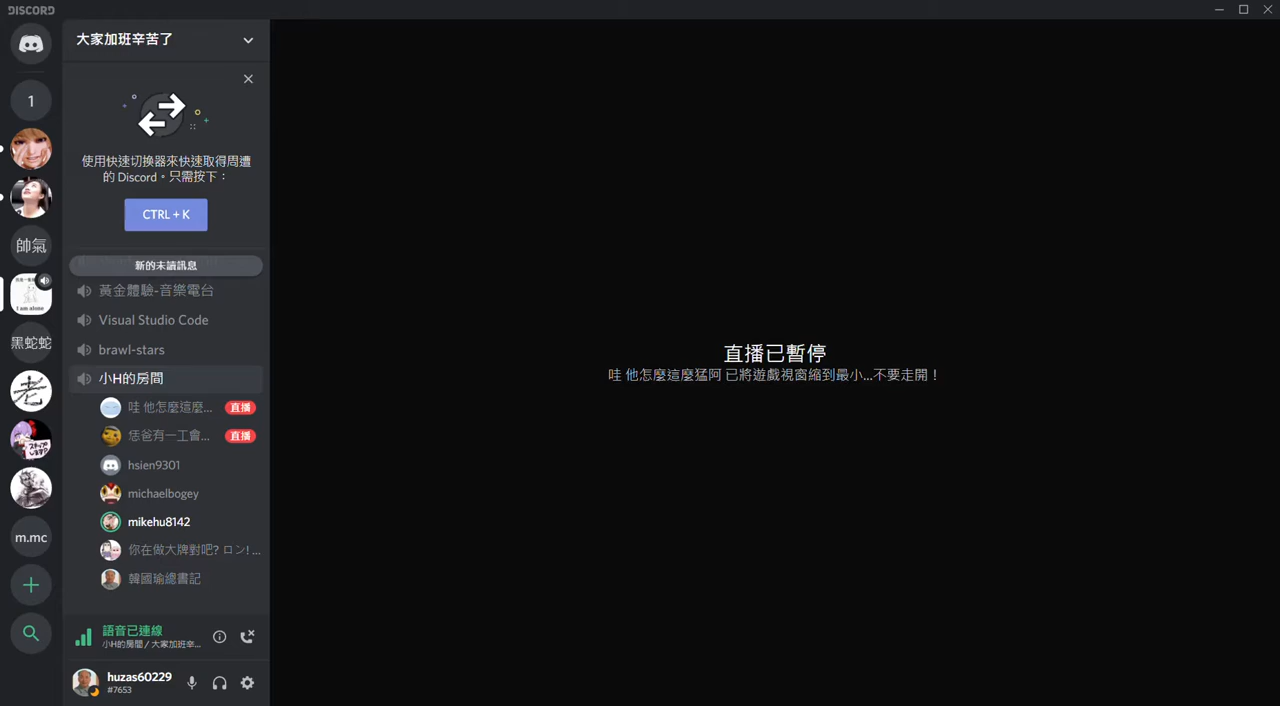 DISCORD
大家加班辛苦了
使用快速切換器來快速取得周遭
的 Discord。只需按下：
CTRL + K
新的未讀訊息
黃金體驗-音樂電台
Visual Studio Code
brawl-stars
小H的房間
哇 他怎麼這麼... 直播
恁爸有一工會... 直播
hsien9301
michaelbogey
mikehu8142
你在做大牌對吧? ロン! ...
韓國瑜總書記
語音已連線
小H的房間 / 大家加班辛...
huzas60229
#7653
1
帥氣
I am alone
黑蛇蛇
老
m.mc
直播已暫停
哇 他怎麼這麼猛阿 已將遊戲視窗縮到最小...不要走開！